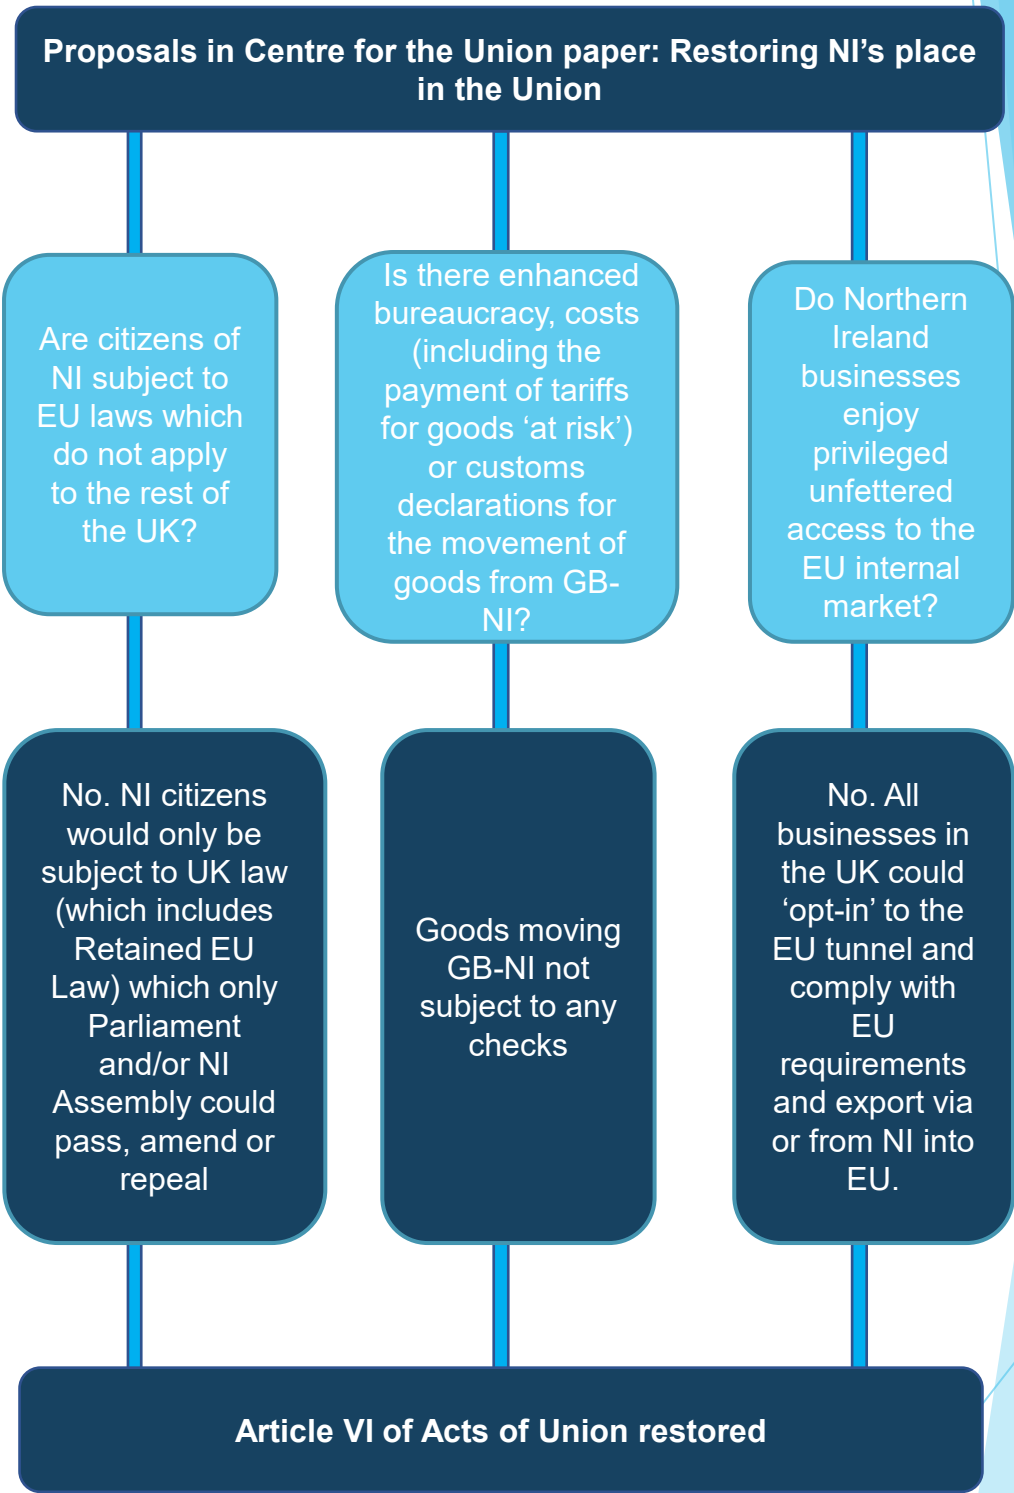 Proposals in Centre for the Union paper: Restoring NI’s place
in the Union
Are citizens of
NI subject to
EU laws which
do not apply
to the rest of
the UK?
Is there enhanced
bureaucracy, costs
(including the
payment of tariffs
for goods ‘at risk’)
or customs
declarations for
the movement of
goods from GB-
NI?
Do Northern
Ireland
businesses
enjoy
privileged
unfettered
access to the
EU internal
market?
No. NI citizens
would only be
subject to UK law
(which includes
Retained EU
Law) which only
Parliament
and/or NI
Assembly could
pass, amend or
repeal
Goods moving
GB-NI not
subject to any
checks
No. All
businesses in
the UK could
‘opt-in’ to the
EU tunnel and
comply with
EU
requirements
and export via
or from NI into
EU.
Article VI of Acts of Union restored